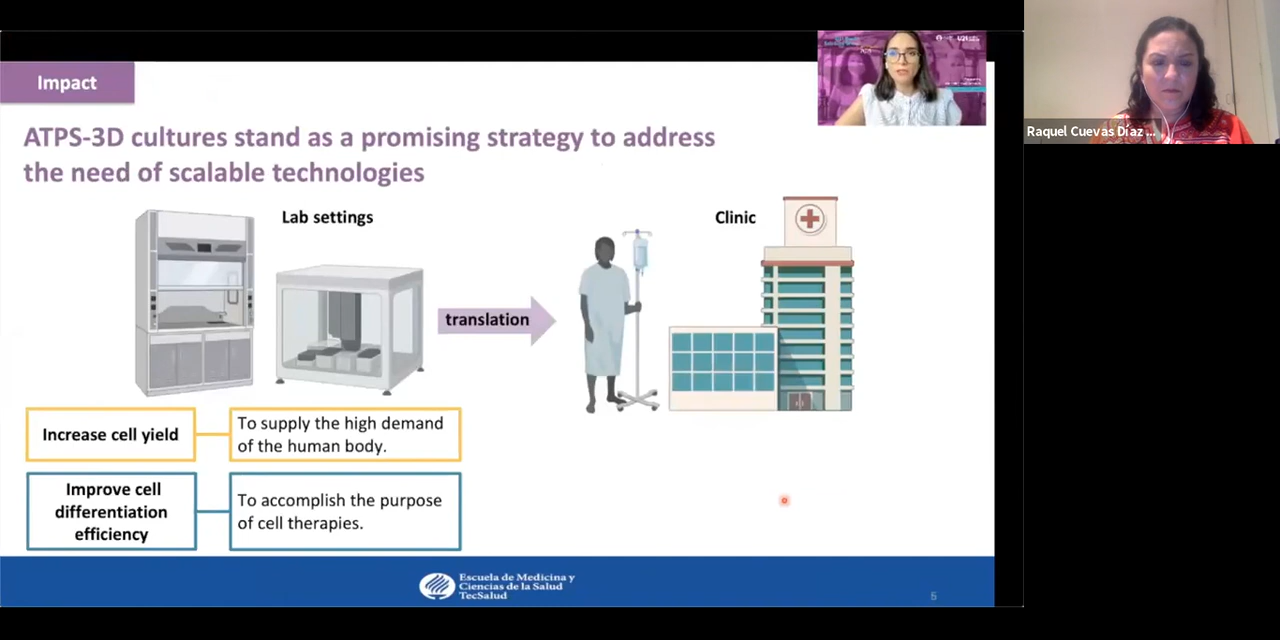 Impact
ATPS-3D cultures stand as a promising strategy to address
the need of scalable technologies
Lab settings
Clinic
translation
Increase cell yield
To supply the high demand
of the human body.
Improve cell
differentiation
efficiency
To accomplish the purpose
of cell therapies.
Escuela de Medicina y
Ciencias de la Salud
TecSalud
5
Raquel Cuevas Díaz ...